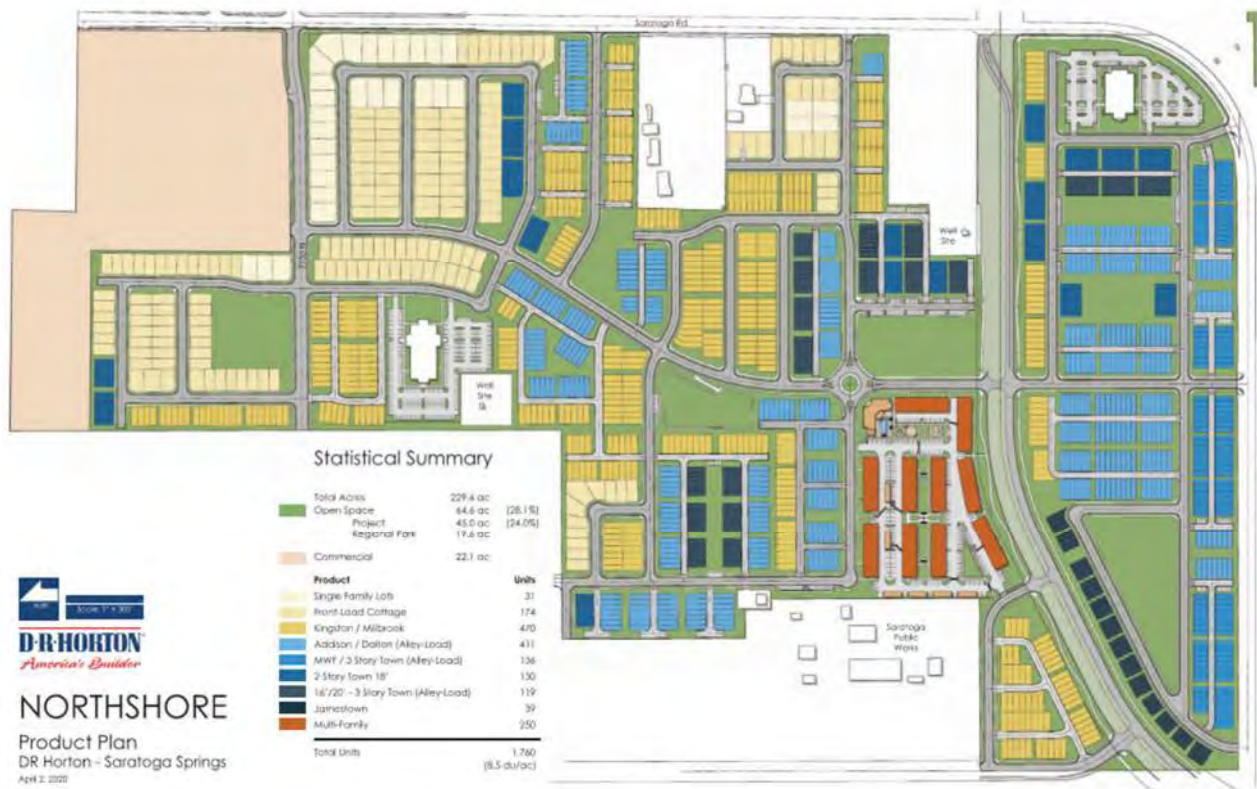 Saratoga Rd.
Well
Site
Well
Site
Saratoga
Public
Works
Statistical Summary
Total Acres 229.6 ac
Open Space 64.6 ac (28.1%)
Project 45.0 ac (24.0%)
Regional Park 19.6 ac
Commercial 22.1 ac
Product Units
Single Family Lots 31
Front-Load Cottage 174
Kingston / Millbrook 470
Addison / Dalton (Alley-Load) 411
MWF / 3 Story Town (Alley-Load) 136
2-Story Town 18' 130
16'/20' - 3 Story Town (Alley-Load) 119
Jamestown 39
Multi-Family 250
Total Units 1,760
(8.5 du/ac)
Scale: 1" = 300'
D·R·HORTON
America's Builder
NORTHSHORE
Product Plan
DR Horton - Saratoga Springs
April 2, 2020